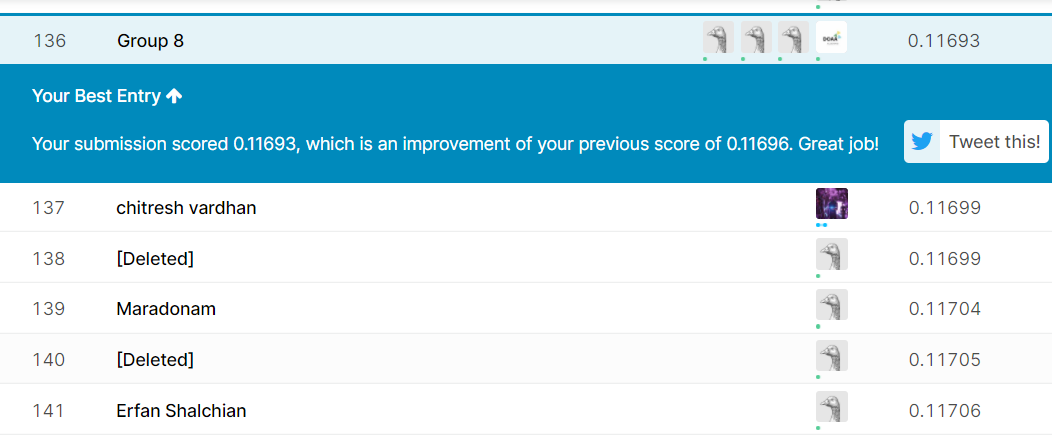 136 Group 8 DOAA 0.11693
Your Best Entry
Your submission scored 0.11693, which is an improvement of your previous score of 0.11696. Great job!
Tweet this!
137 chitresh vardhan 0.11699
138 [Deleted] 0.11699
139 Maradonam 0.11704
140 [Deleted] 0.11705
141 Erfan Shalchian 0.11706